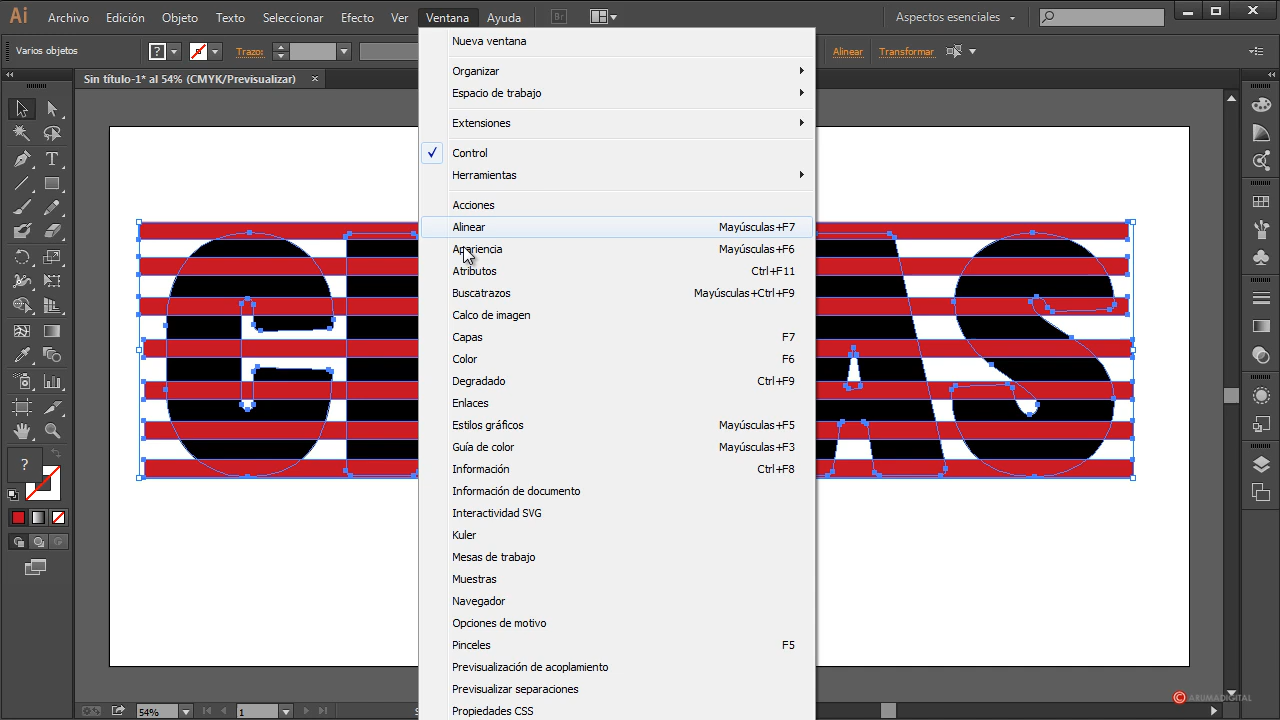 Ai Archivo Edición Objeto Texto Seleccionar Efecto Ver Ventana Ayuda Br Aspectos esenciales
Varios objetos ? Trazo: Alinear Transformar
Sin título-1* al 54% (CMYK/Previsualizar) ×
Nueva ventana
Organizar
Espacio de trabajo
Extensiones
Control
Herramientas
Acciones
Alinear Mayúsculas+F7
Apariencia Mayúsculas+F6
Atributos Ctrl+F11
Buscatrazos Mayúsculas+Ctrl+F9
Calco de imagen
Capas F7
Color F6
Degradado Ctrl+F9
Enlaces
Estilos gráficos Mayúsculas+F5
Guía de color Mayúsculas+F3
Información Ctrl+F8
Información de documento
Interactividad SVG
Kuler
Mesas de trabajo
Muestras
Navegador
Opciones de motivo
Pinceles F5
Previsualización de acoplamiento
Previsualizar separaciones
Propiedades CSS
?
AS
© ARUMADIGITAL
54% 1